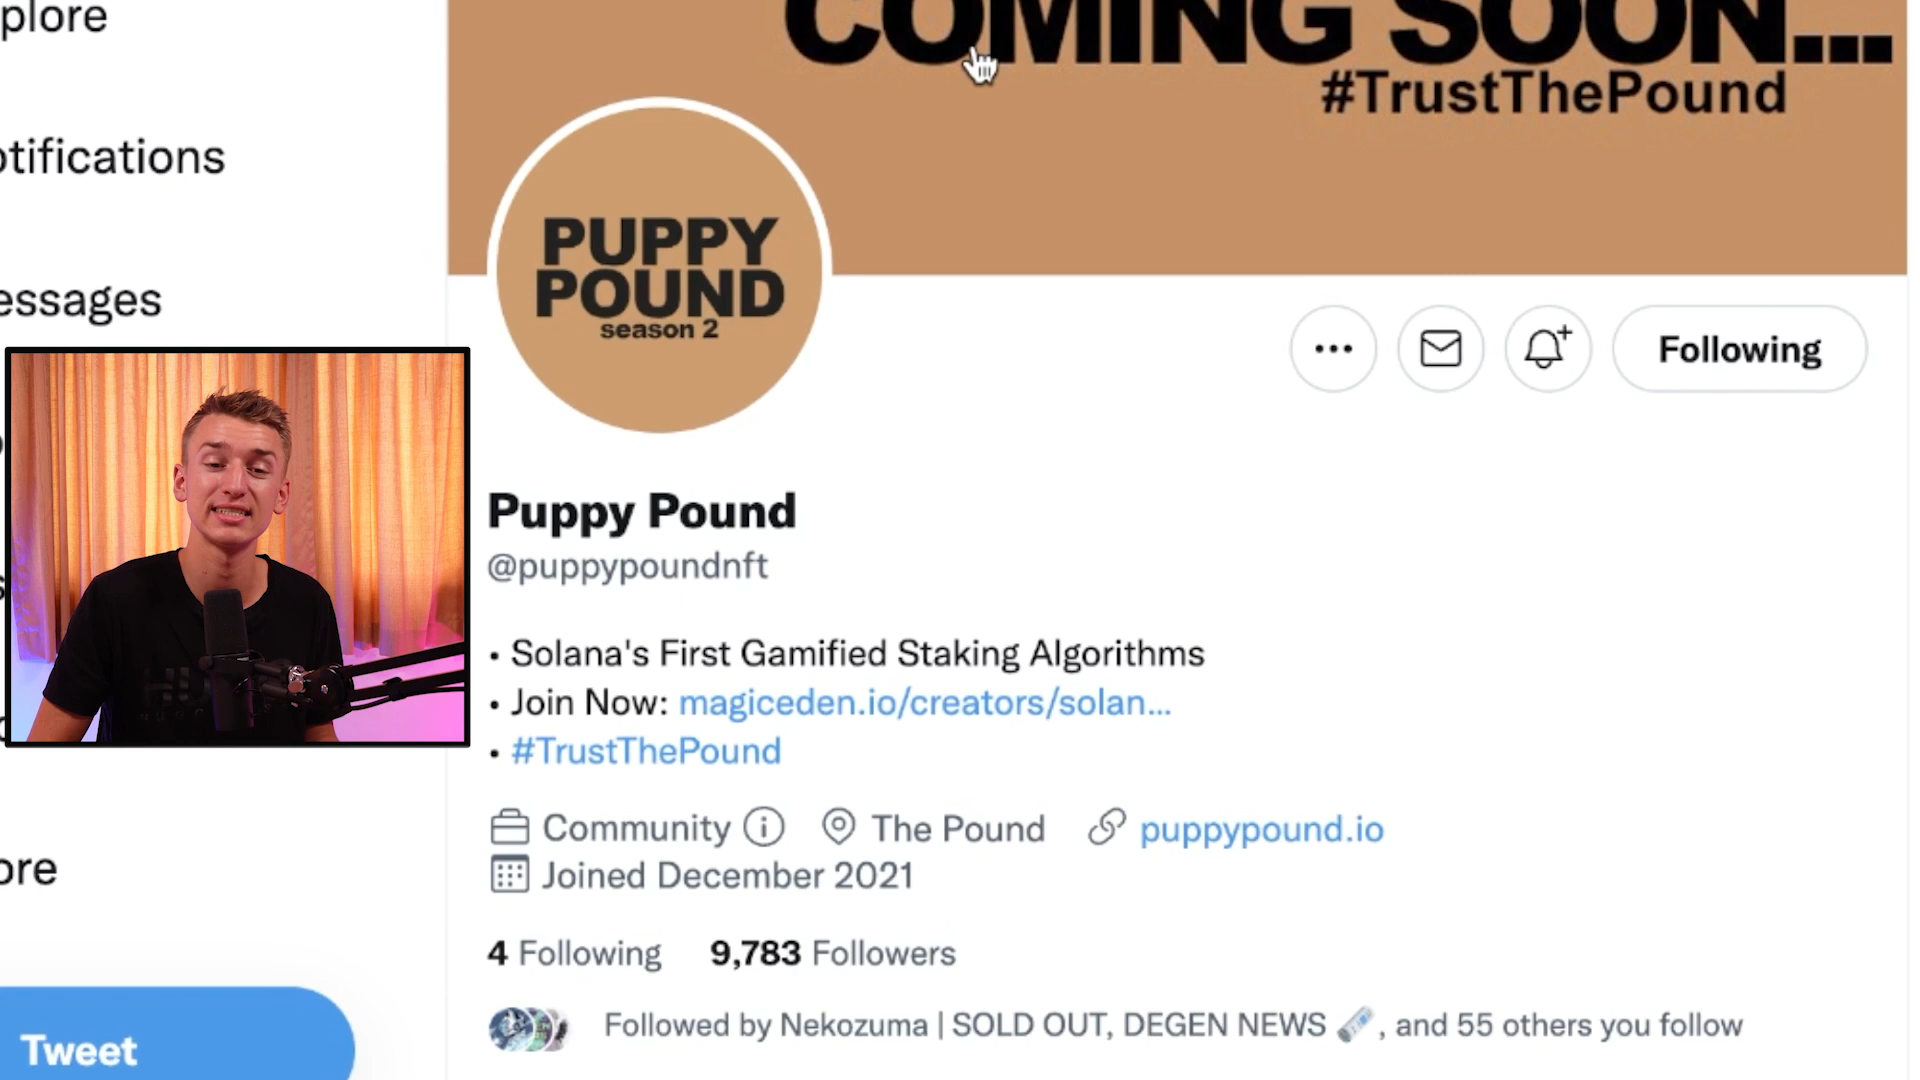 plore
otifications
essages
ore
Tweet
COMING SOON...
#TrustThePound
PUPPY
POUND
season 2
Following
Puppy Pound
@puppypoundnft
• Solana's First Gamified Staking Algorithms
• Join Now: magiceden.io/creators/solan...
• #TrustThePound
Community The Pound puppypound.io
Joined December 2021
4 Following 9,783 Followers
Followed by Nekozuma | SOLD OUT, DEGEN NEWS 🗞, and 55 others you follow